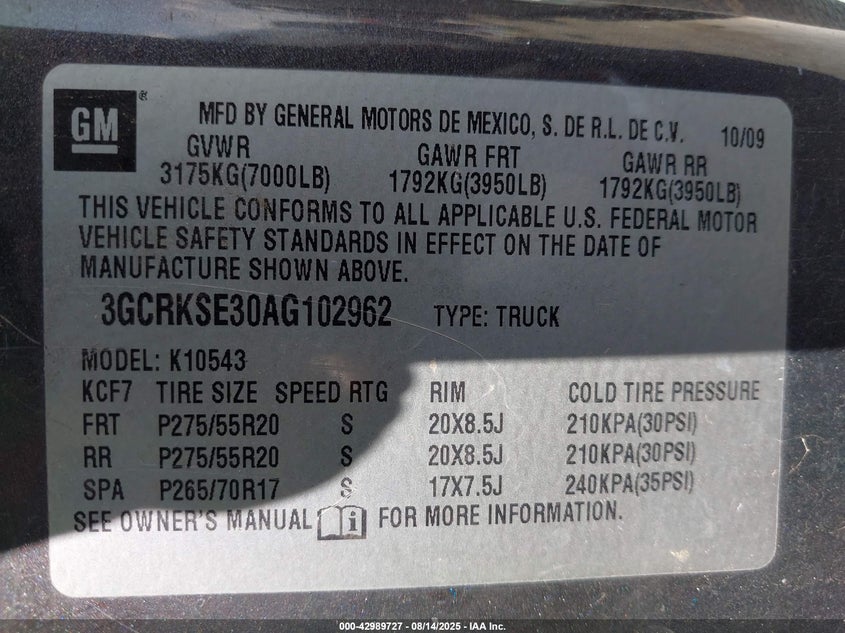 GM®
MFD BY GENERAL MOTORS DE MEXICO, S. DE R.L. DE C.V. 10/09
GVWR GAWR FRT GAWR RR
3175KG(7000LB) 1792KG(3950LB) 1792KG(3950LB)
THIS VEHICLE CONFORMS TO ALL APPLICABLE U.S. FEDERAL MOTOR
VEHICLE SAFETY STANDARDS IN EFFECT ON THE DATE OF
MANUFACTURE SHOWN ABOVE.
3GCRKSE30AG102962 TYPE: TRUCK
MODEL: K10543
KCF7 TIRE SIZE SPEED RTG RIM COLD TIRE PRESSURE
FRT P275/55R20 S 20X8.5J 210KPA(30PSI)
RR P275/55R20 S 20X8.5J 210KPA(30PSI)
SPA P265/70R17 S 17X7.5J 240KPA(35PSI)
SEE OWNER'S MANUAL i FOR MORE INFORMATION.
000-42989727 - 08/14/2025 - IAA Inc.